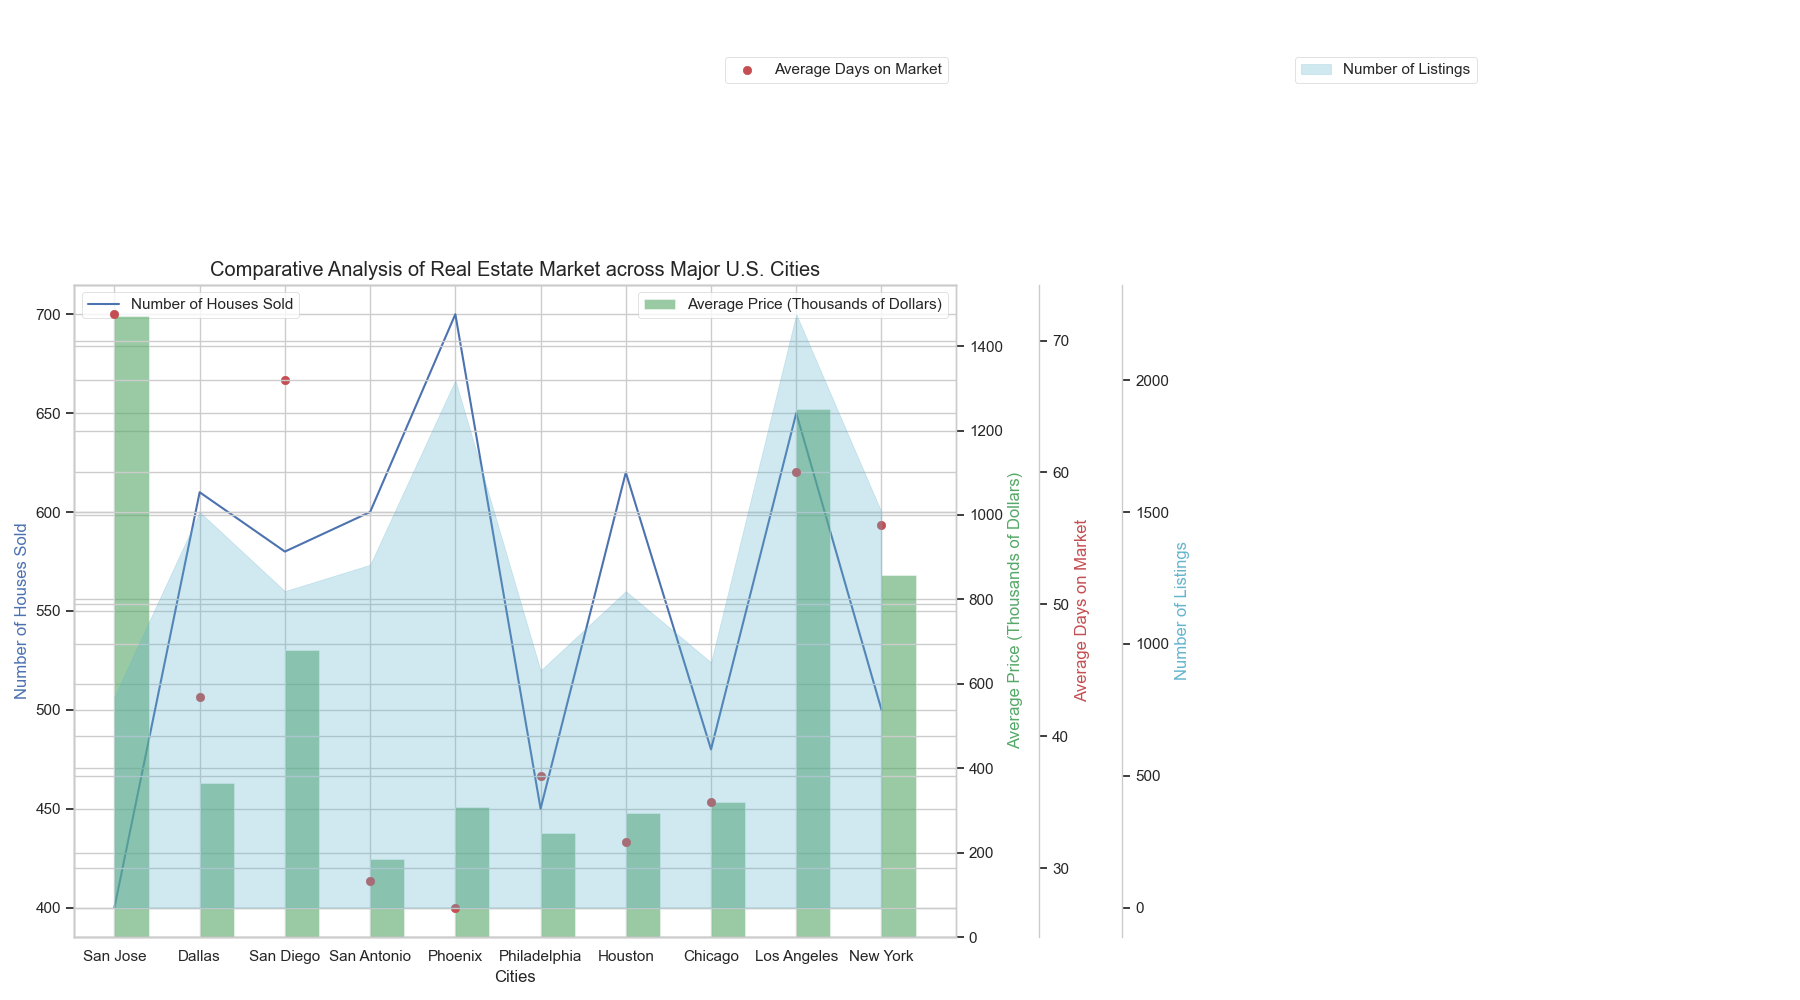 Average Days on Market
Number of Listings
Comparative Analysis of Real Estate Market across Major U.S. Cities
Number of Houses Sold
Average Price (Thousands of Dollars)
700
650
600
550
500
450
400
Number of Houses Sold
1400
1200
1000
800
600
400
200
0
Average Price (Thousands of Dollars)
70
60
50
40
30
Average Days on Market
2000
1500
1000
500
0
Number of Listings
San Jose Dallas San Diego San Antonio Phoenix Philadelphia Houston Chicago Los Angeles New York
Cities